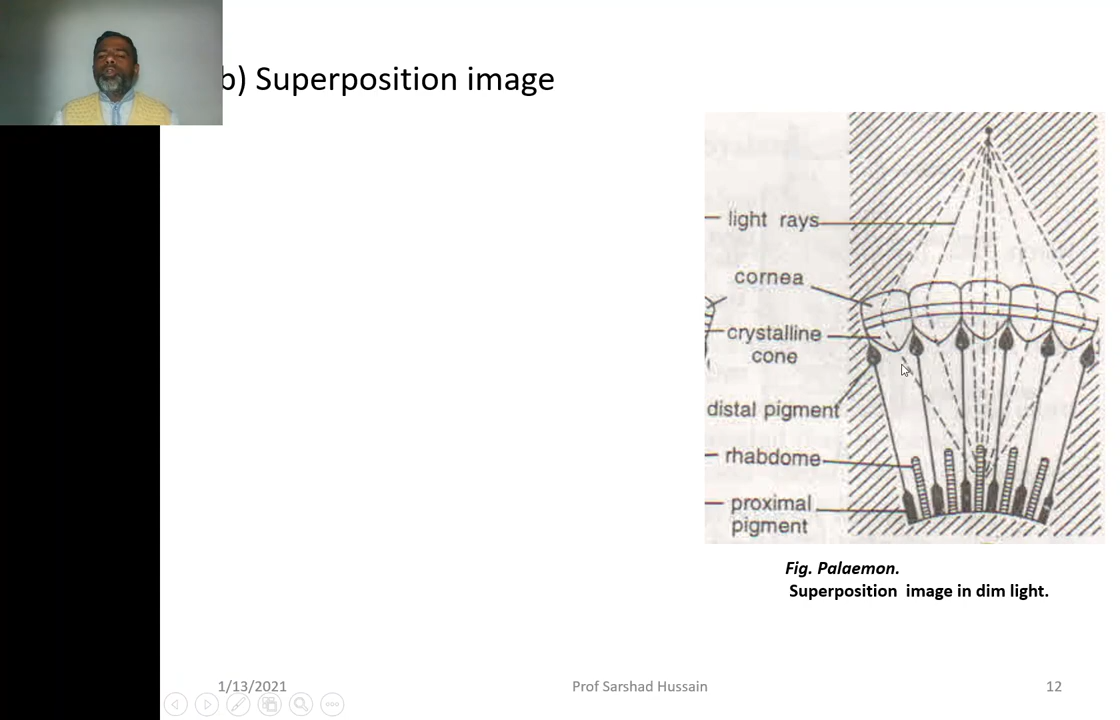 b) Superposition image
light rays
cornea
crystalline
cone
distal pigment
rhabdome
proximal
pigment
Fig. Palaemon.
Superposition image in dim light.
1/13/2021
Prof Sarshad Hussain
12